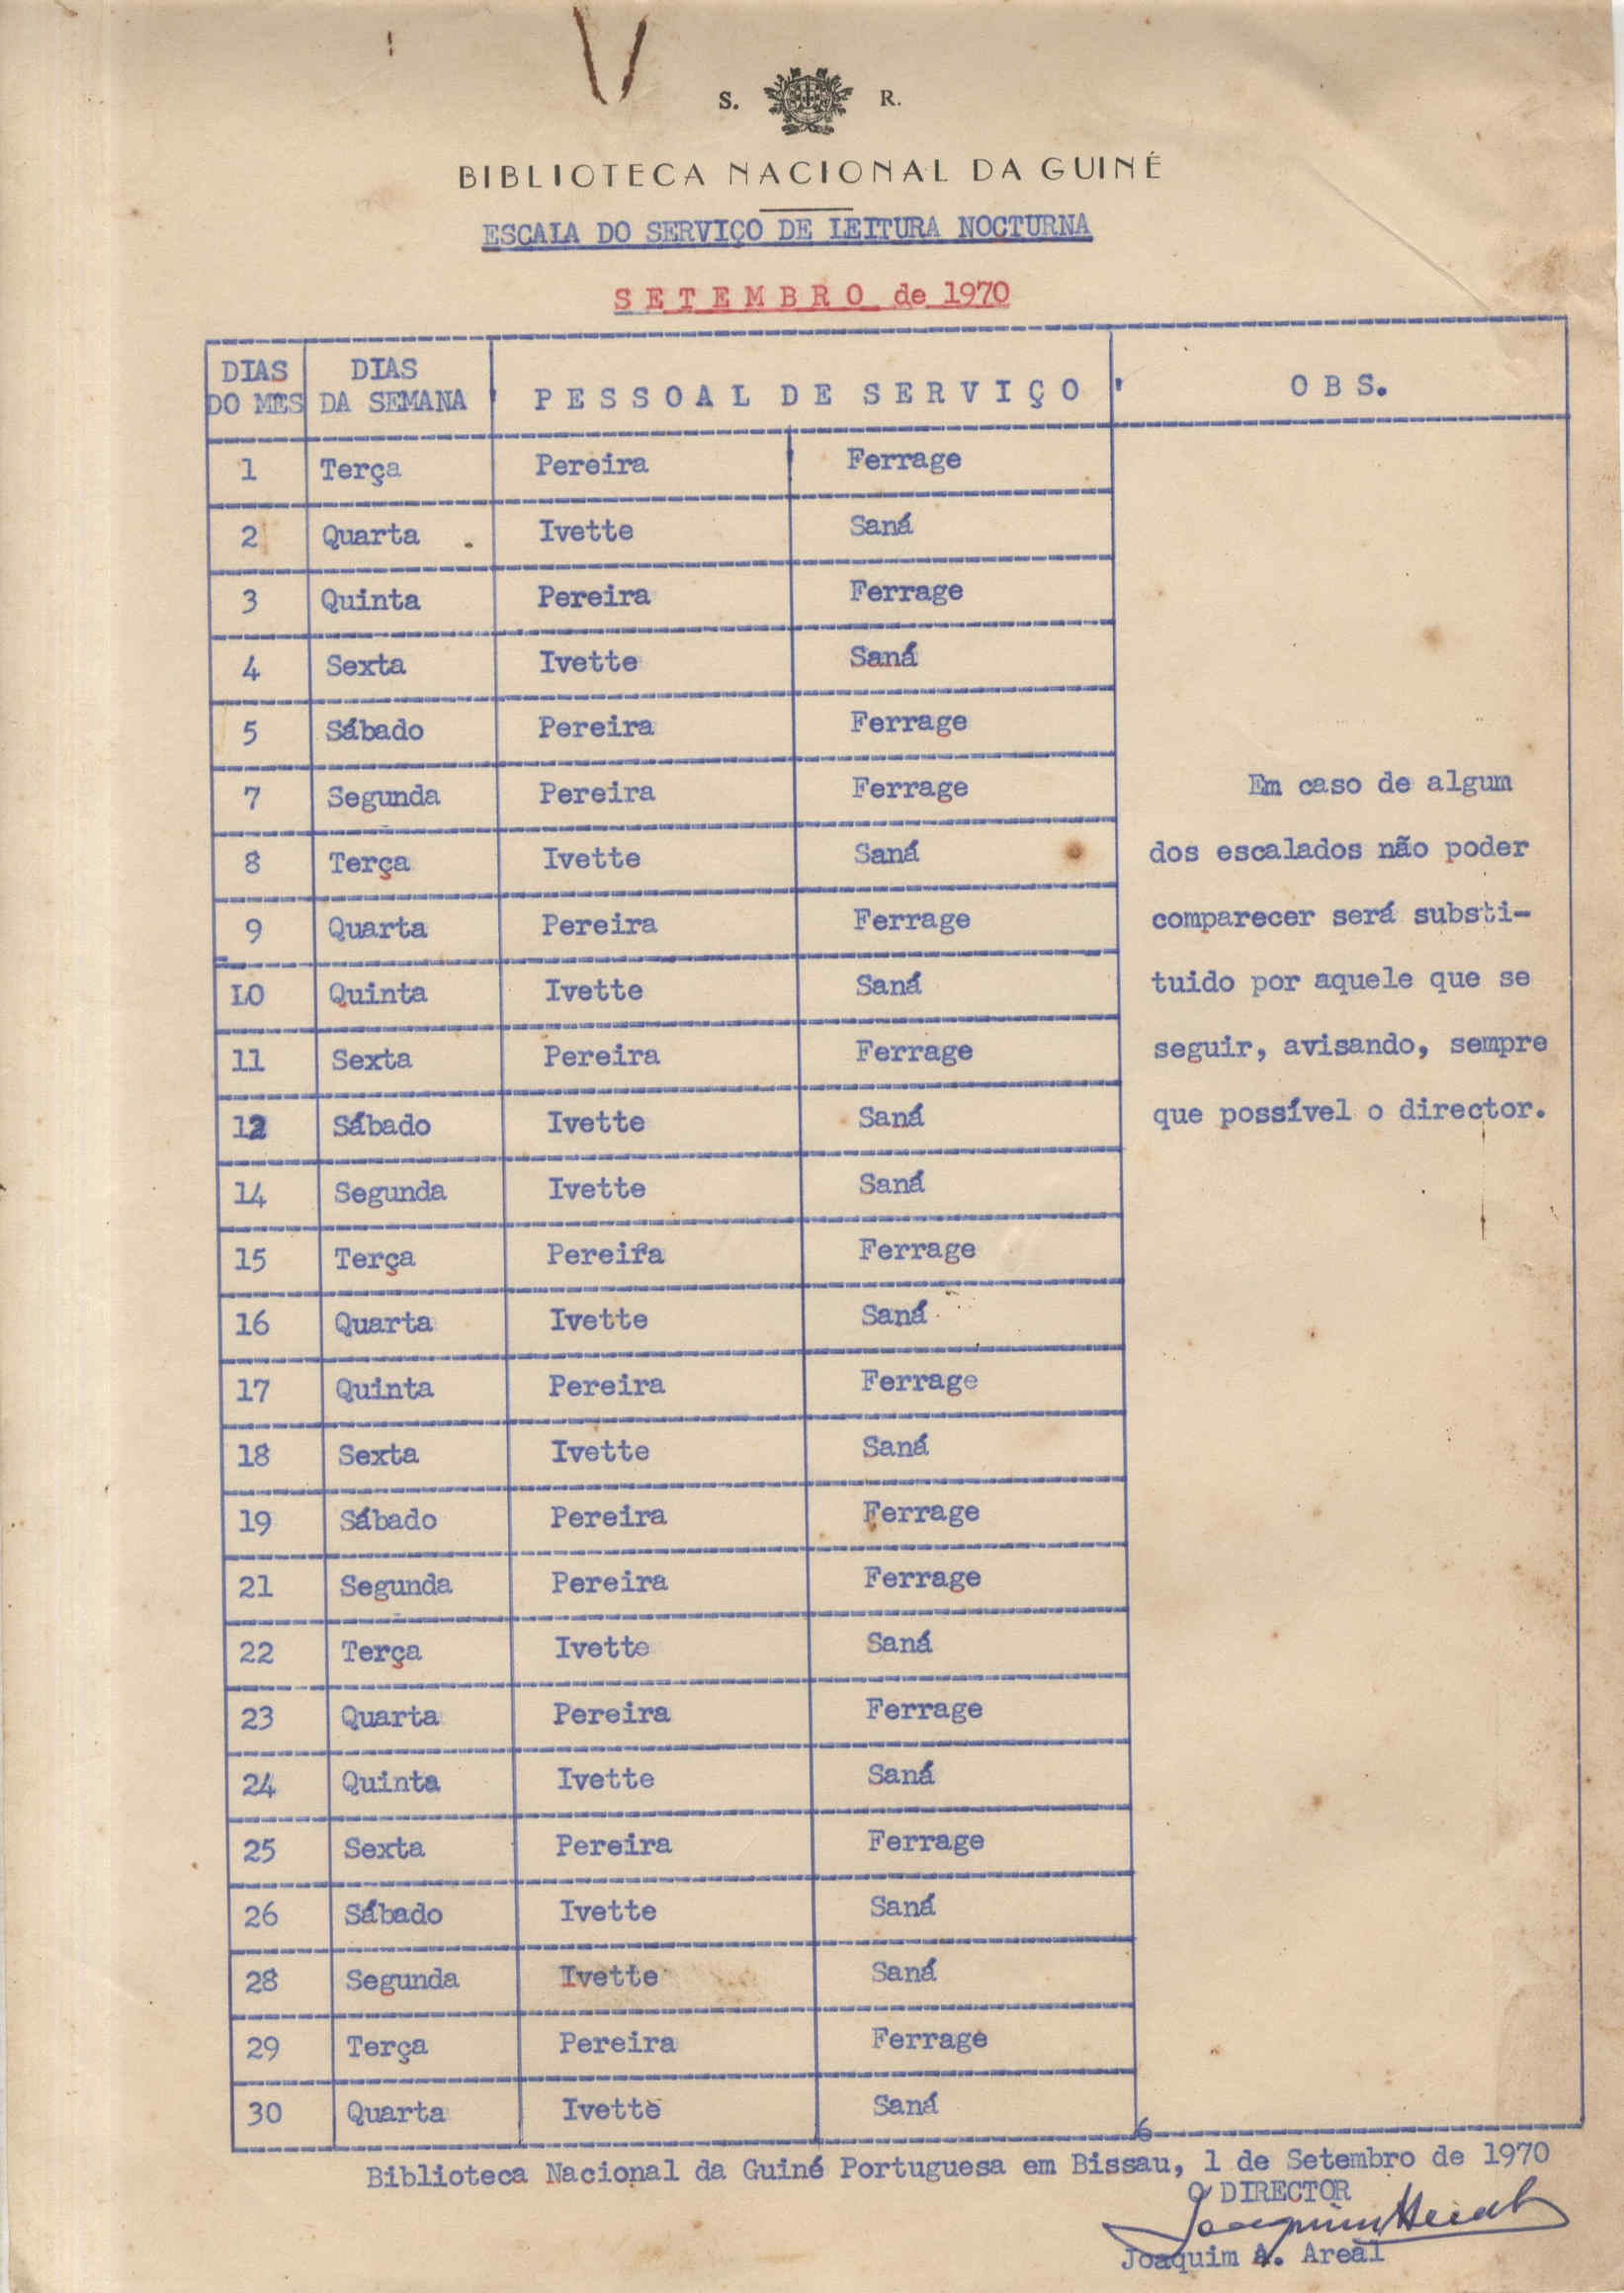 S. R.
BIBLIOTECA NACIONAL DA GUINÉ
ESCALA DO SERVIÇO DE LEITURA NOCTURNA
SETEMBRO de 1970
DIAS DO MES DIAS DA SEMANA PESSOAL DE SERVIÇO OBS.
1 Terça Pereira Ferrage
2 Quarta Ivette Saná
3 Quinta Pereira Ferrage
4 Sexta Ivette Saná
5 Sábado Pereira Ferrage
7 Segunda Pereira Ferrage
8 Terça Ivette Saná
9 Quarta Pereira Ferrage
10 Quinta Ivette Saná
11 Sexta Pereira Ferrage
12 Sábado Ivette Saná
14 Segunda Ivette Saná
15 Terça Pereira Ferrage
16 Quarta Ivette Saná
17 Quinta Pereira Ferrage
18 Sexta Ivette Saná
19 Sábado Pereira Ferrage
21 Segunda Pereira Ferrage
22 Terça Ivette Saná
23 Quarta Pereira Ferrage
24 Quinta Ivette Saná
25 Sexta Pereira Ferrage
26 Sábado Ivette Saná
28 Segunda Ivette Saná
29 Terça Pereira Ferrage
30 Quarta Ivette Saná
Em caso de algum
dos escalados não poder
comparecer será substi-
tuido por aquele que se
seguir, avisando, sempre
que possível o director.
Biblioteca Nacional da Guiné Portuguesa em Bissau, 1 de Setembro de 1970
O DIRECTOR
Joaquim Areal
Joaquim A. Areal